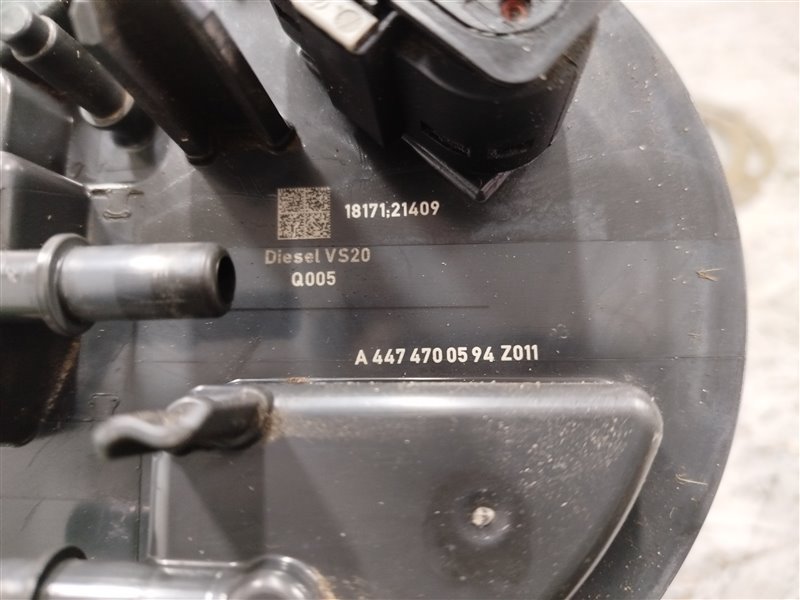 18171;21409
Diesel VS20
Q005
A 447 470 05 94 Z011